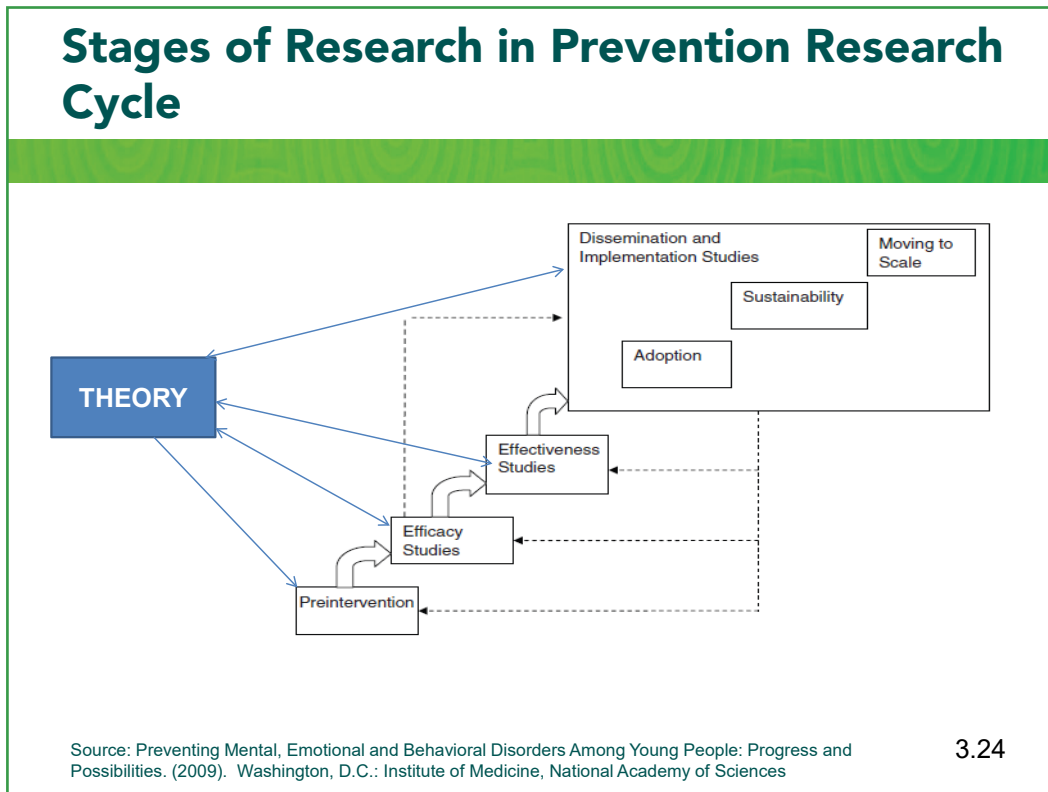 Stages of Research in Prevention Research
Cycle
Dissemination and
Implementation Studies
Moving to
Scale
Sustainability
Adoption
THEORY
Effectiveness
Studies
Efficacy
Studies
Preintervention
Source: Preventing Mental, Emotional and Behavioral Disorders Among Young People: Progress and
Possibilities. (2009). Washington, D.C.: Institute of Medicine, National Academy of Sciences
3.24